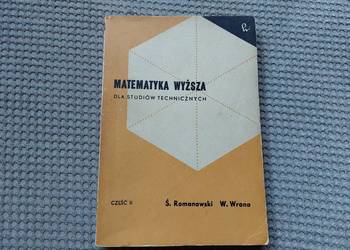 MATEMATYKA WYŻSZA
DLA STUDIÓW TECHNICZNYCH
CZĘŚĆ II
Ś. Romanowski W. Wrona